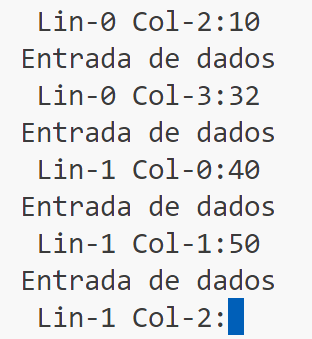 Lin-0 Col-2:10
Entrada de dados
Lin-0 Col-3:32
Entrada de dados
Lin-1 Col-0:40
Entrada de dados
Lin-1 Col-1:50
Entrada de dados
Lin-1 Col-2: